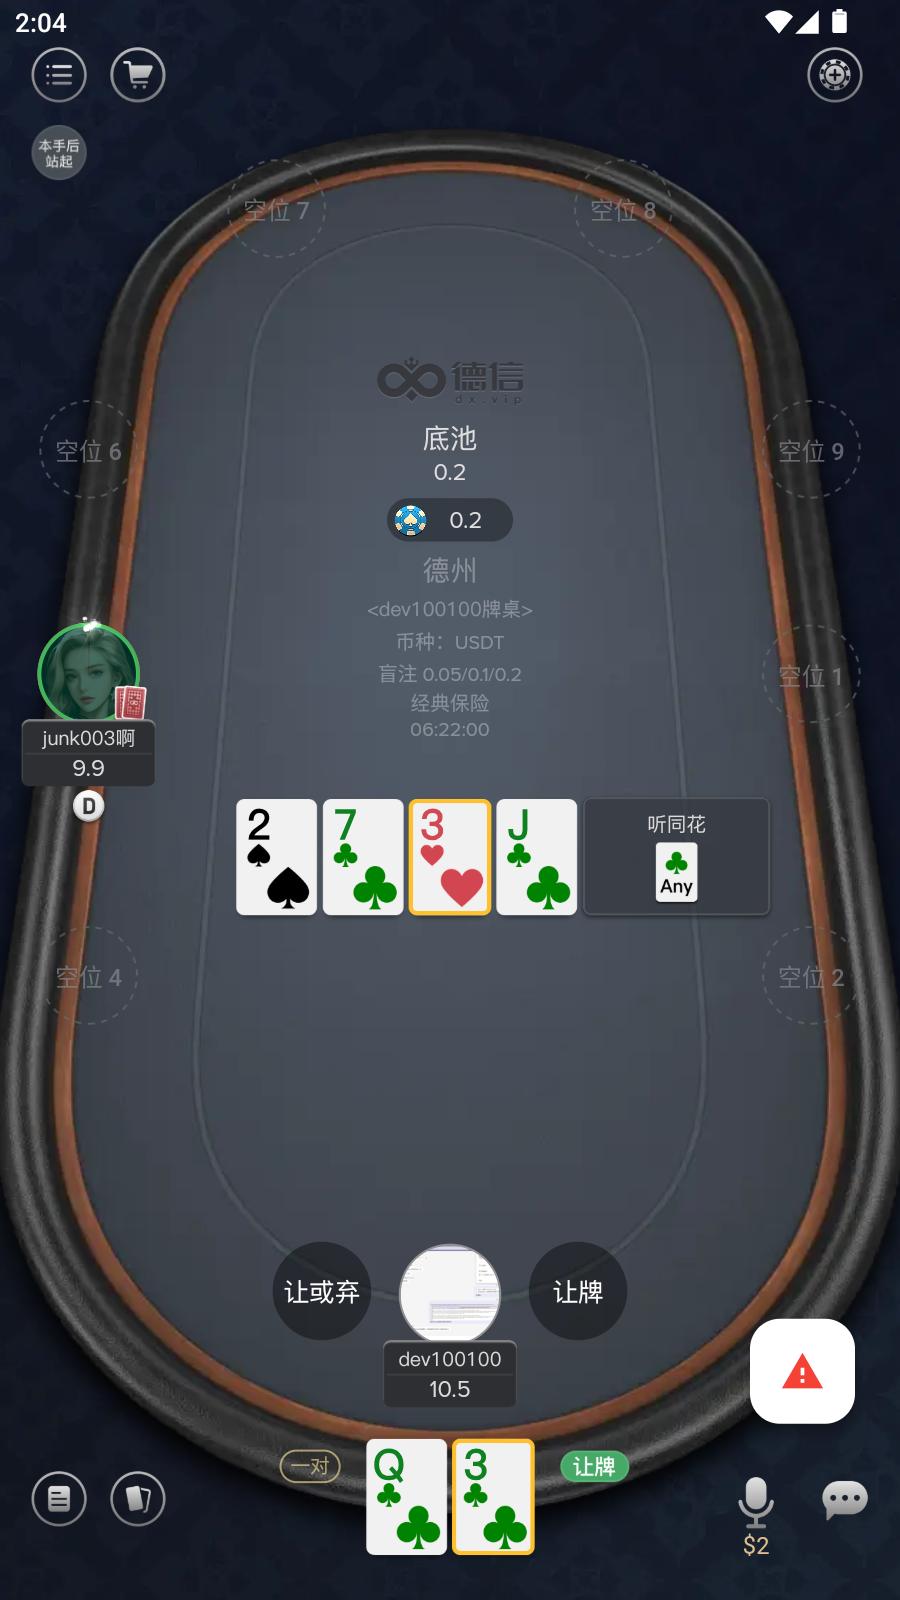 2:04
本手后
站起
空位 7
空位 8
德信
dx.vip
底池
0.2
空位 6
空位 9
0.2
德州
<dev100100牌桌>
币种：USDT
盲注 0.05/0.1/0.2
空位 1
经典保险
06:22:00
junk003啊
9.9
D
2
7
3
J
听同花
Any
空位 4
空位 2
让或弃
让牌
dev100100
10.5
一对
Q
3
让牌
$2